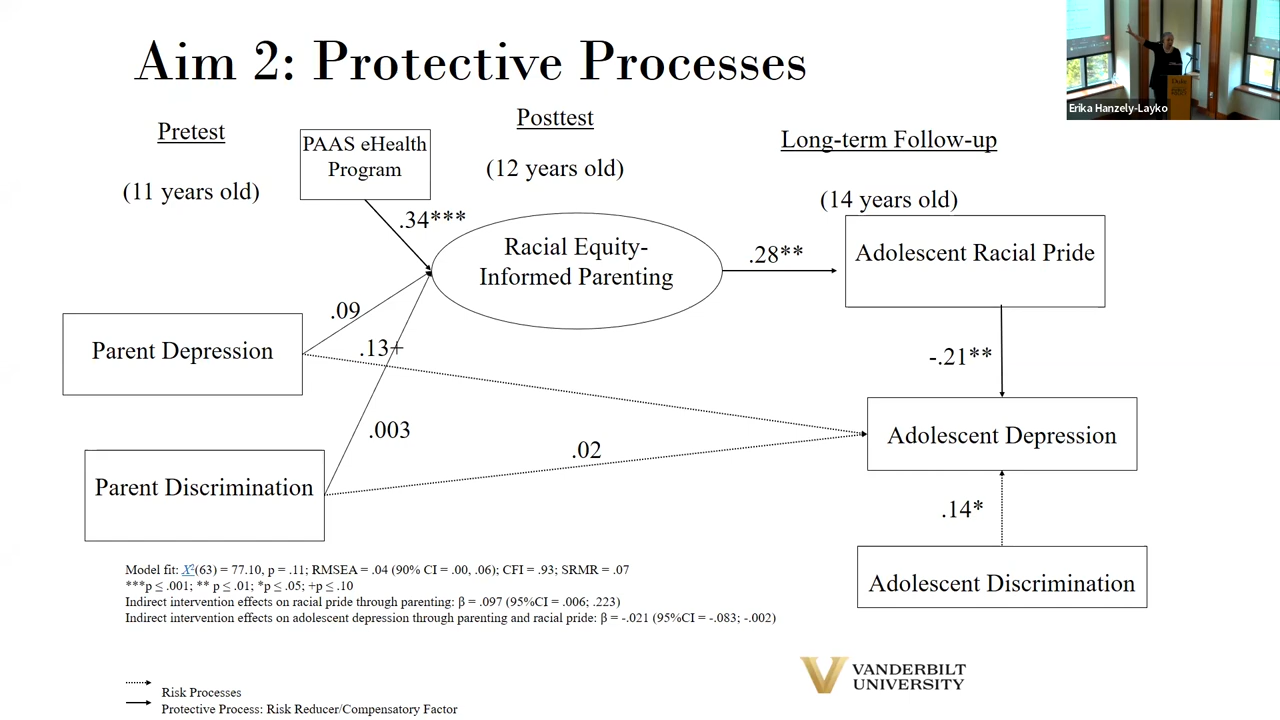 Aim 2: Protective Processes
Erika Hanzely-Layko
Pretest
(11 years old)
PAAS eHealth
Program
Posttest
(12 years old)
Long-term Follow-up
(14 years old)
.34***
Racial Equity-
Informed Parenting
.28**
Adolescent Racial Pride
.09
Parent Depression
.13+
-.21**
.003
.02
Adolescent Depression
Parent Discrimination
.14*
Adolescent Discrimination
Model fit: X²(63) = 77.10, p = .11; RMSEA = .04 (90% CI = .00, .06); CFI = .93; SRMR = .07
***p ≤ .001; ** p ≤ .01; *p ≤ .05; +p ≤ .10
Indirect intervention effects on racial pride through parenting: β = .097 (95%CI = .006; .223)
Indirect intervention effects on adolescent depression through parenting and racial pride: β = -.021 (95%CI = -.083; -.002)
Risk Processes
Protective Process: Risk Reducer/Compensatory Factor
VANDERBILT
UNIVERSITY